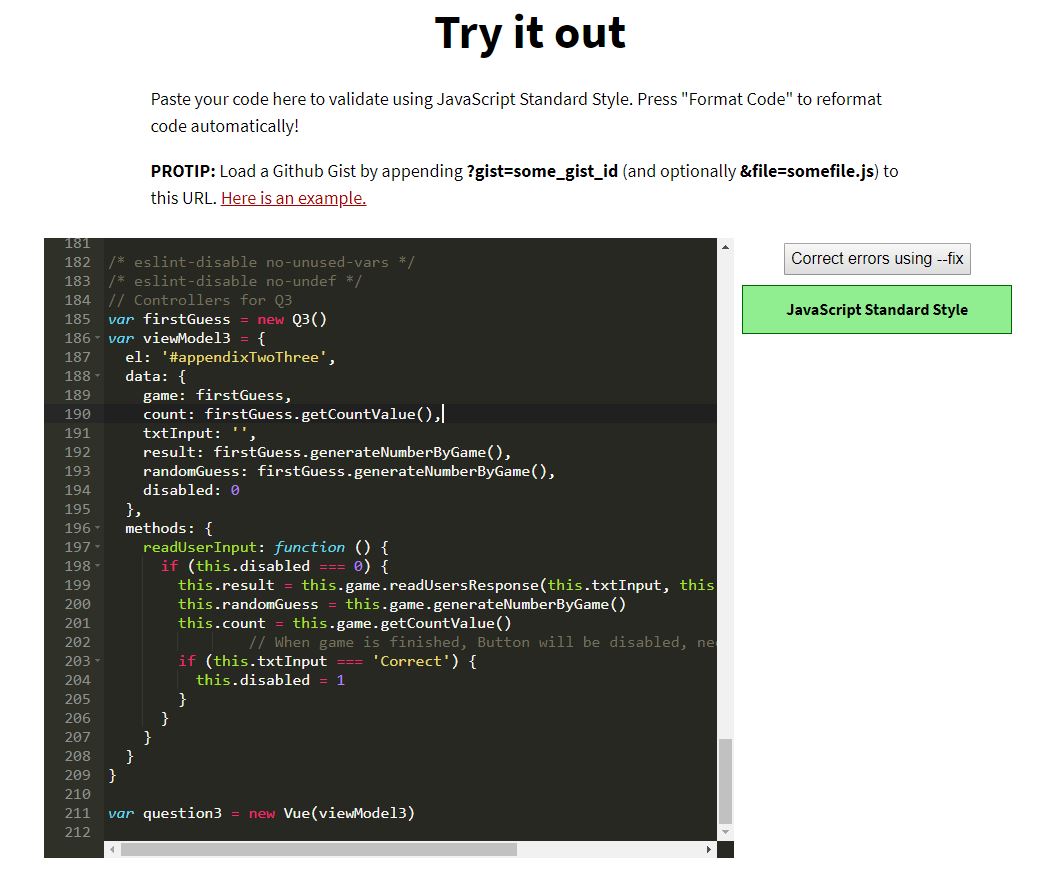 Try it out
Paste your code here to validate using JavaScript Standard Style. Press "Format Code" to reformat
code automatically!
PROTIP: Load a Github Gist by appending ?gist=some_gist_id (and optionally &file=somefile.js) to
this URL. Here is an example.
Correct errors using --fix
JavaScript Standard Style
181
182 /* eslint-disable no-unused-vars */
183 /* eslint-disable no-undef */
184 // Controllers for Q3
185 var firstGuess = new Q3()
186 var viewModel3 = {
187   el: '#appendixTwoThree',
188   data: {
189     game: firstGuess,
190     count: firstGuess.getCountValue(),
191     txtInput: '',
192     result: firstGuess.generateNumberByGame(),
193     randomGuess: firstGuess.generateNumberByGame(),
194     disabled: 0
195   },
196   methods: {
197     readUserInput: function () {
198       if (this.disabled === 0) {
199         this.result = this.game.readUsersResponse(this.txtInput, this
200         this.randomGuess = this.game.generateNumberByGame()
201         this.count = this.game.getCountValue()
202                 // When game is finished, Button will be disabled,
203         if (this.txtInput === 'Correct') {
204           this.disabled = 1
205         }
206       }
207     }
208   }
209 }
210
211 var question3 = new Vue(viewModel3)
212